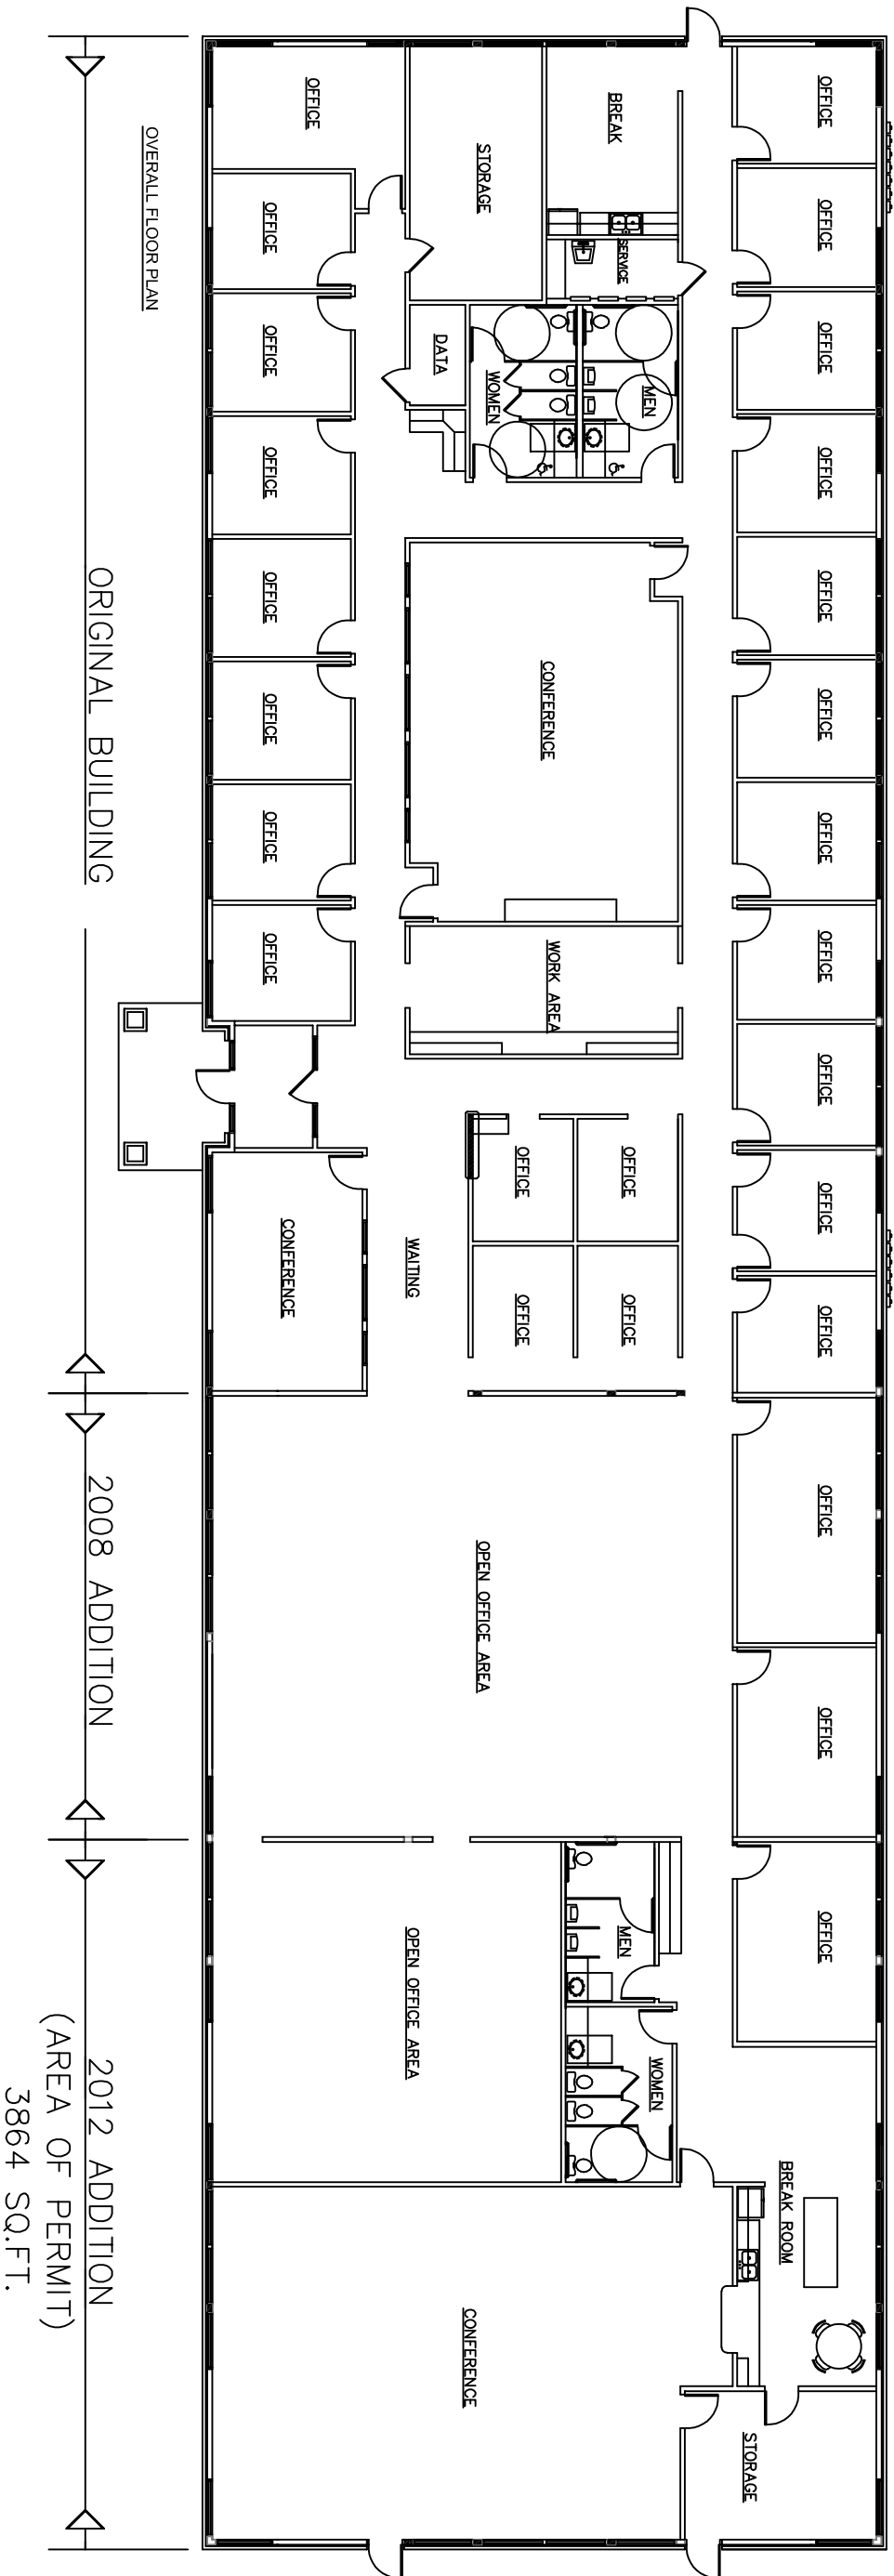 OFFICE
OFFICE
OFFICE
OFFICE
OFFICE
OFFICE
OFFICE
OFFICE
OFFICE
OFFICE
OFFICE
OFFICE
OFFICE
OFFICE
BREAK ROOM
STORAGE
BREAK
SERVICE
MEN
OFFICE
OFFICE
MEN
WOMEN
STORAGE
DATA
WOMEN
CONFERENCE
WORK AREA
OFFICE
OFFICE
WAITING
OPEN OFFICE AREA
OPEN OFFICE AREA
CONFERENCE
OFFICE
OFFICE
OFFICE
OFFICE
OFFICE
OFFICE
OFFICE
OFFICE
CONFERENCE
OVERALL FLOOR PLAN
ORIGINAL BUILDING
2008 ADDITION
2012 ADDITION
(AREA OF PERMIT)
3864 SQ.FT.